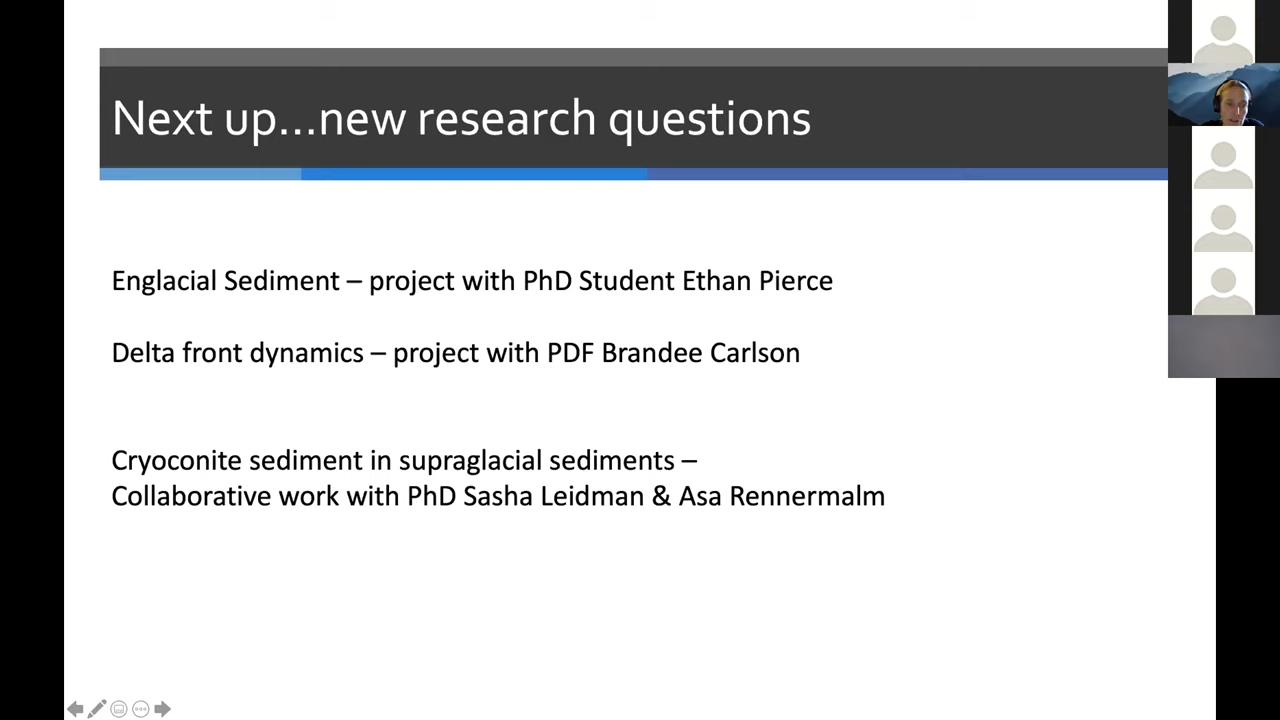 Next up...new research questions
Englacial Sediment – project with PhD Student Ethan Pierce
Delta front dynamics – project with PDF Brandee Carlson
Cryoconite sediment in supraglacial sediments –
Collaborative work with PhD Sasha Leidman & Asa Rennermalm